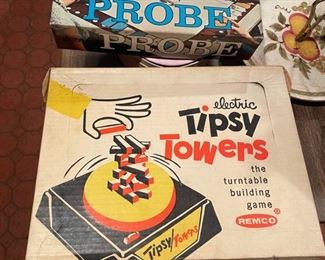 PROBE
PROBE
electric
Tipsy
Towers
the
turntable
building
game
REMCO ®
Tipsy Towers